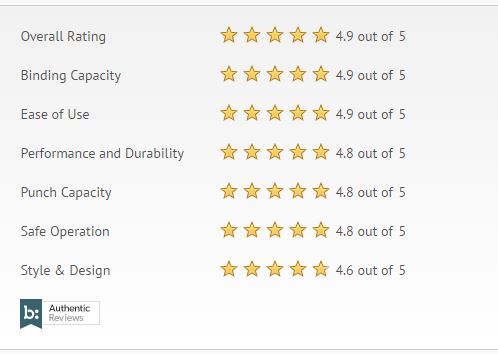 Overall Rating 4.9 out of 5
Binding Capacity 4.9 out of 5
Ease of Use 4.9 out of 5
Performance and Durability 4.8 out of 5
Punch Capacity 4.8 out of 5
Safe Operation 4.8 out of 5
Style & Design 4.6 out of 5
b: Authentic
Reviews